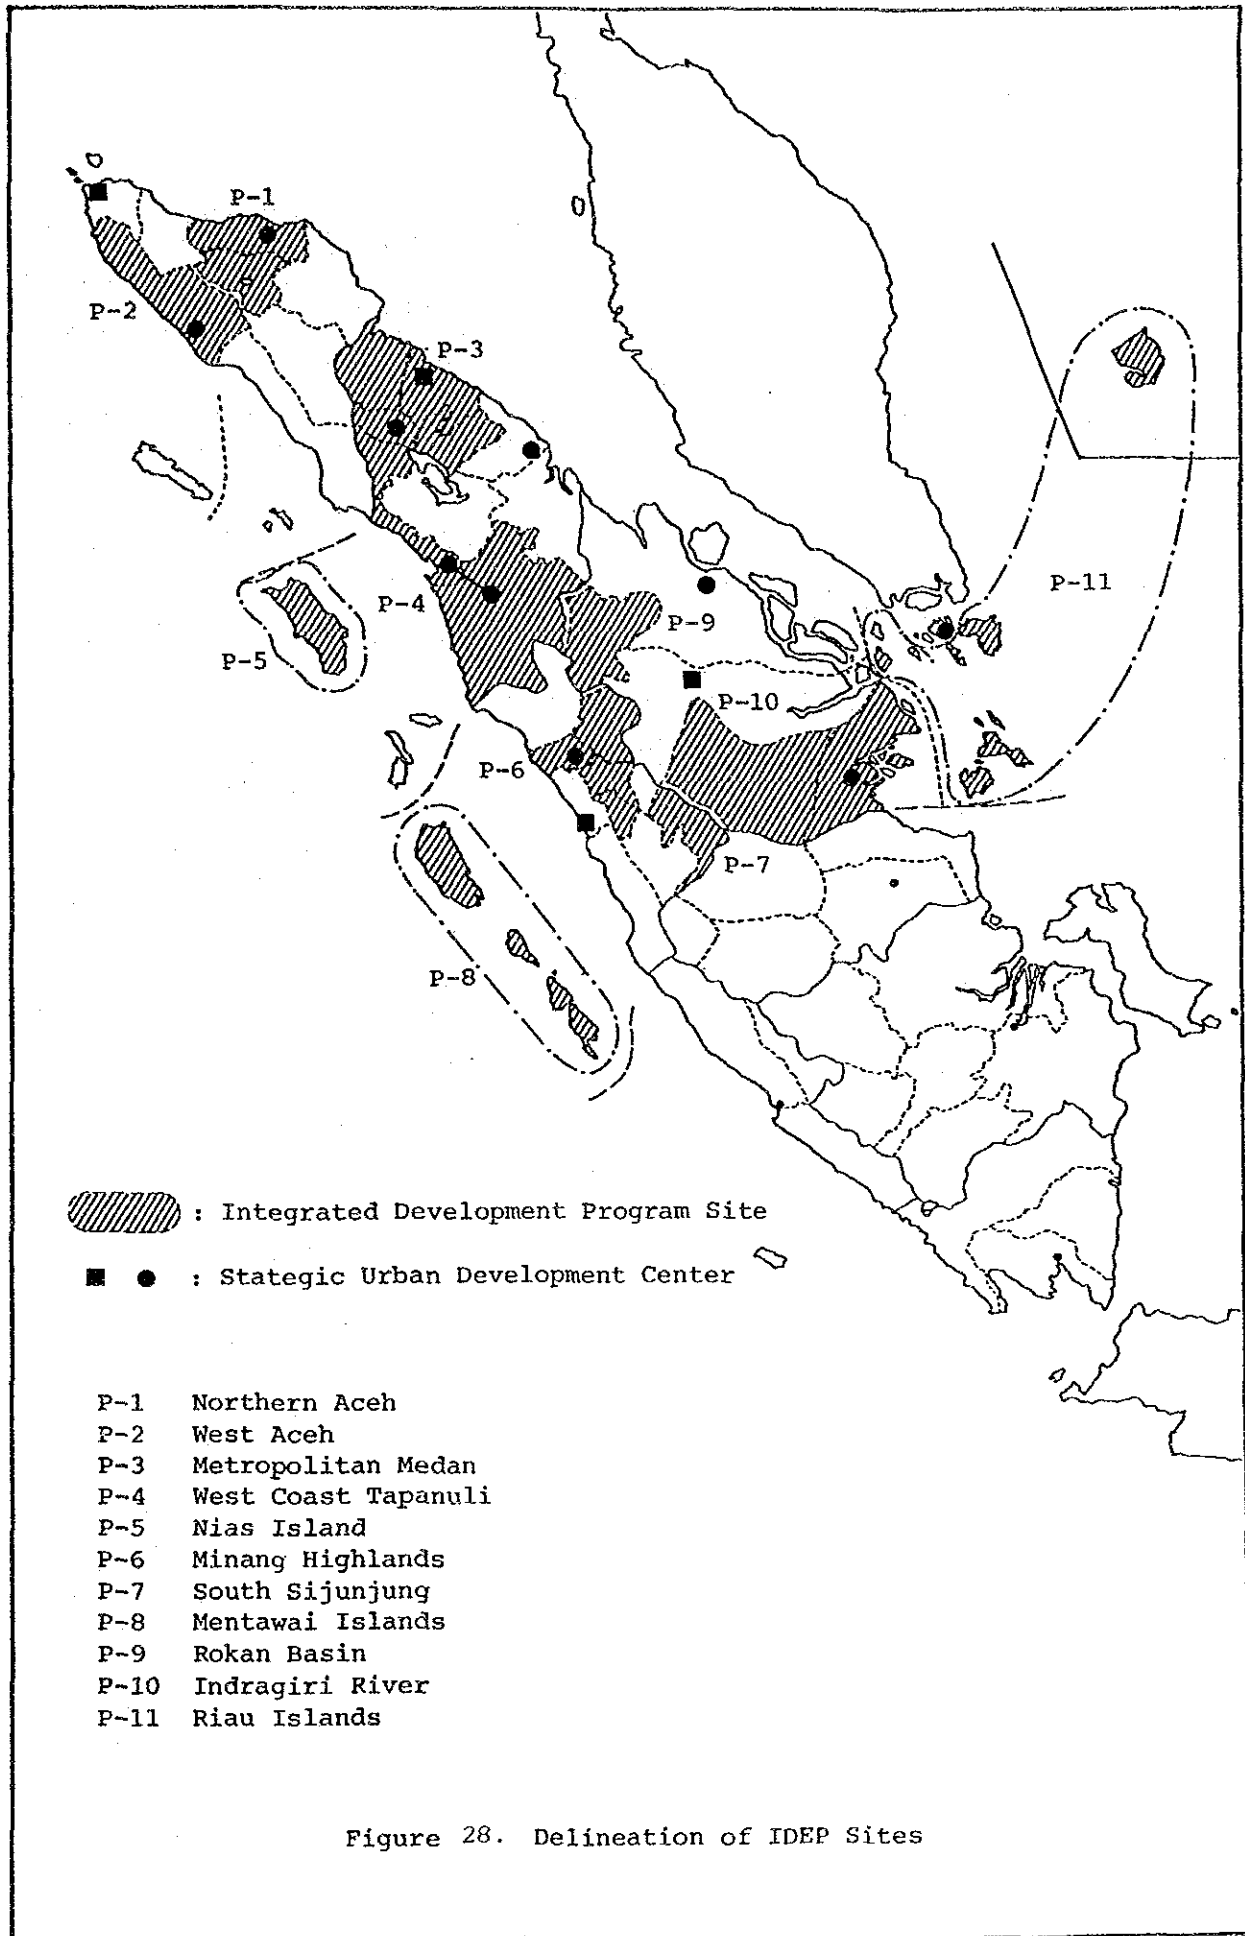 P-1
P-2
P-3
P-11
P-4
P-9
P-5
P-10
P-6
P-7
P-8
: Integrated Development Program Site
: Stategic Urban Development Center
P-1 Northern Aceh
P-2 West Aceh
P-3 Metropolitan Medan
P-4 West Coast Tapanuli
P-5 Nias Island
P-6 Minang Highlands
P-7 South Sijunjung
P-8 Mentawai Islands
P-9 Rokan Basin
P-10 Indragiri River
P-11 Riau Islands
Figure 28. Delineation of IDEP Sites